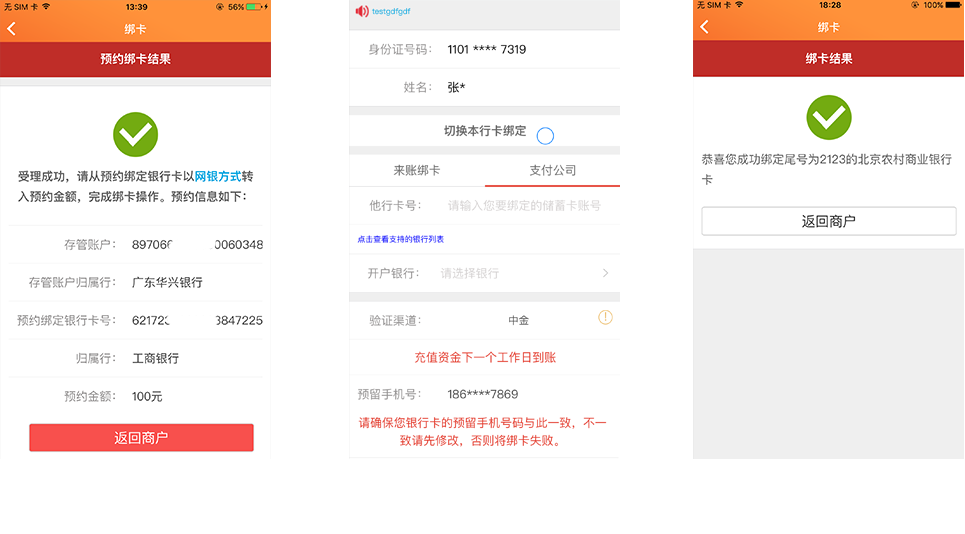 无 SIM 卡
13:39
56%
绑卡
预约绑卡结果
受理成功，请从预约绑定银行卡以网银方式转
入预约金额，完成绑卡操作。预约信息如下：
存管账户： 89706 0060348
存管账户归属行： 广东华兴银行
预约绑定银行卡号： 62172 3847225
归属行： 工商银行
预约金额： 100元
返回商户
testgdfgdf
身份证号码： 1101 **** 7319
姓名： 张*
切换本行卡绑定
来账绑卡 支付公司
他行卡号： 请输入您要绑定的储蓄卡账号
点击查看支持的银行列表
开户银行： 请选择银行
验证渠道： 中金
充值资金下一个工作日到账
预留手机号： 186****7869
请确保您银行卡的预留手机号码与此一致，不一
致请先修改，否则将绑卡失败。
无 SIM 卡
18:28
100%
绑卡
绑卡结果
恭喜您成功绑定尾号为2123的北京农村商业银行
卡
返回商户